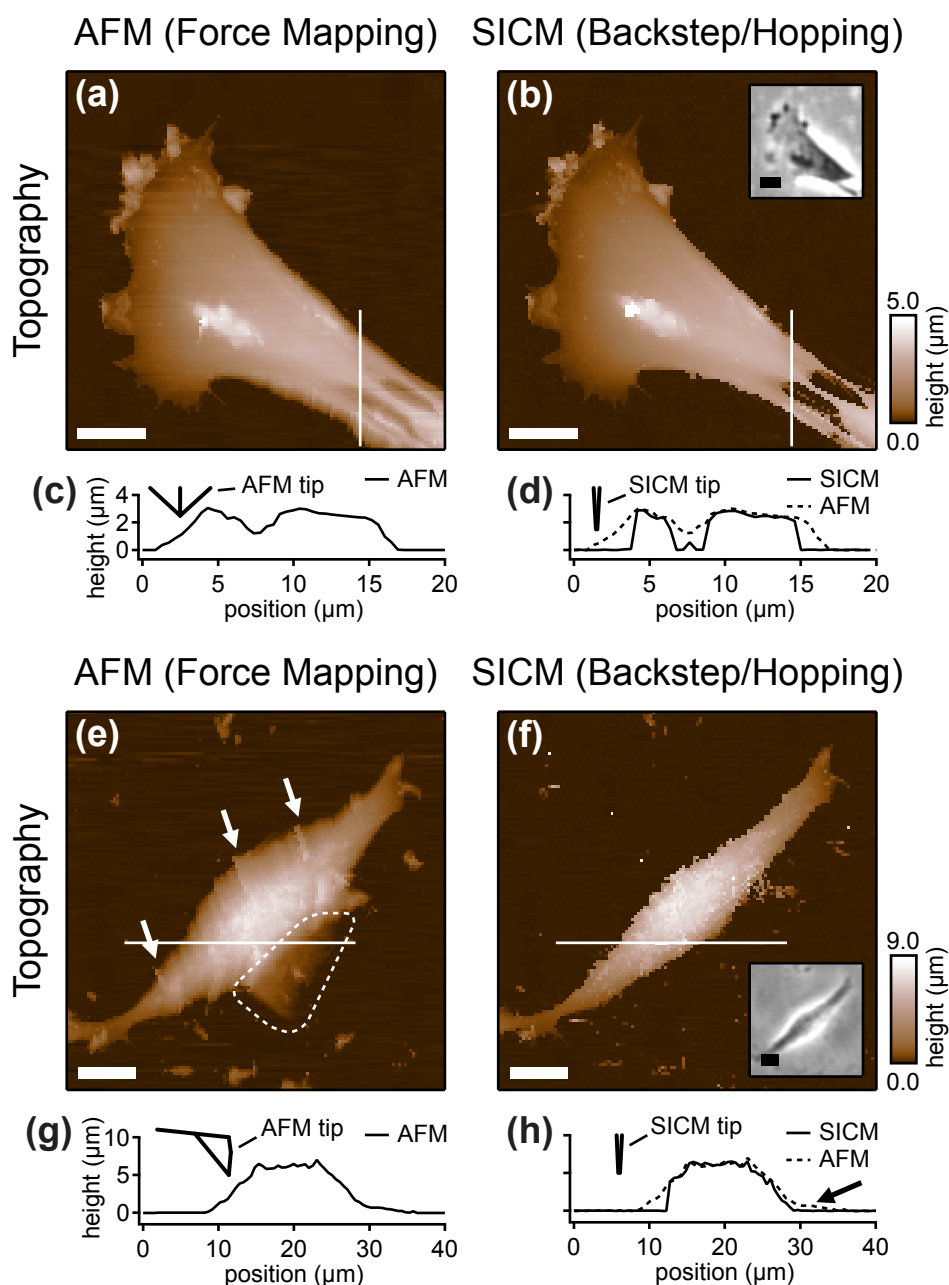 AFM (Force Mapping) SICM (Backstep/Hopping)
Topography
(a)
(b)
5.0
height (µm)
0.0
(c)
height (µm)
4
2
0
AFM tip
AFM
0 5 10 15 20
position (µm)
(d)
SICM tip
SICM
AFM
0 5 10 15 20
position (µm)
AFM (Force Mapping) SICM (Backstep/Hopping)
Topography
(e)
(f)
9.0
height (µm)
0.0
(g)
height (µm)
10
5
0
AFM tip
AFM
0 10 20 30 40
position (µm)
(h)
SICM tip
SICM
AFM
0 10 20 30 40
position (µm)